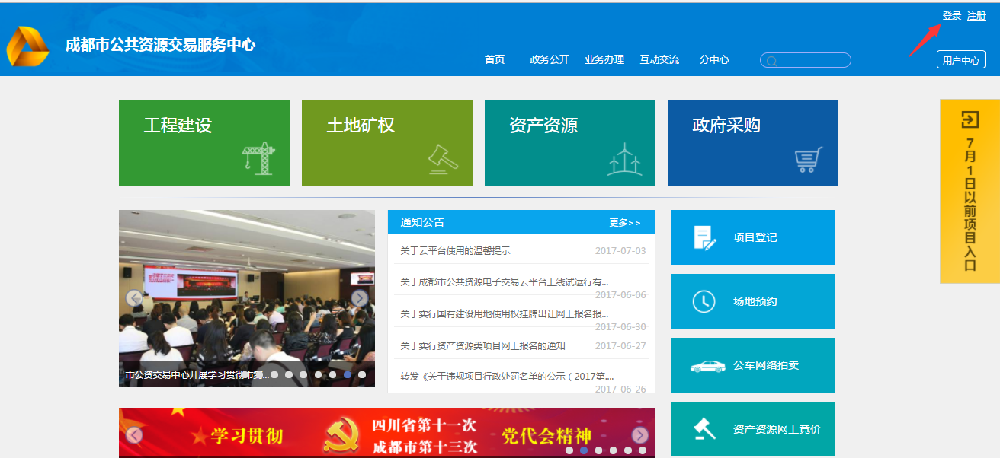 登录 注册
成都市公共资源交易服务中心
首页 政务公开 业务办理 互动交流 分中心
用户中心
工程建设
土地矿权
资产资源
政府采购
7月1日以前项目入口
市公资交易中心开展学习贯彻市第...
通知公告 更多>>
关于云平台使用的温馨提示 2017-07-03
关于成都市公共资源电子交易云平台上线试运行有...
2017-06-06
关于实行国有建设用地使用权挂牌出让网上报名报...
2017-06-30
关于实行资产资源类项目网上报名的通知 2017-06-27
转发《关于违规项目行政处罚名单的公示（2017第....
2017-06-26
项目登记
场地预约
公车网络拍卖
资产资源网上竞价
学习贯彻
四川省第十一次
成都市第十三次
党代会精神